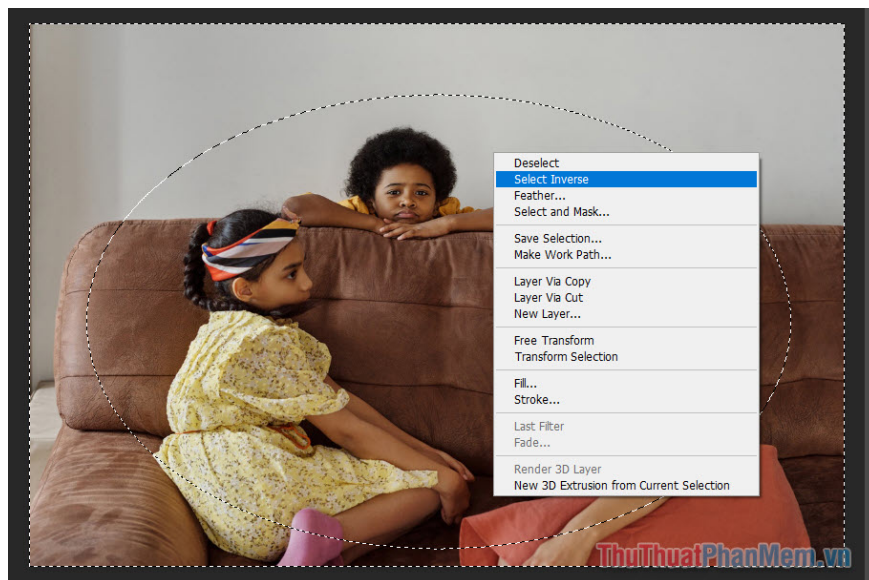 Deselect
Select Inverse
Feather...
Select and Mask...
Save Selection...
Make Work Path...
Layer Via Copy
Layer Via Cut
New Layer...
Free Transform
Transform Selection
Fill...
Stroke...
Last Filter
Fade...
Render 3D Layer
New 3D Extrusion from Current Selection
ThuThuatPhanMem.vn